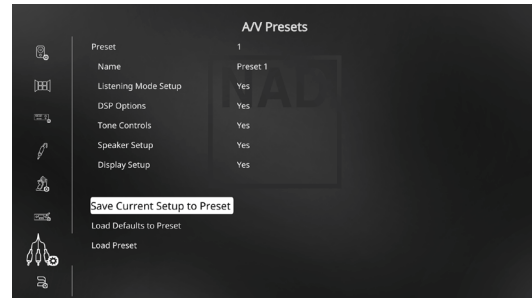 A/V Presets
Preset 1
Name Preset 1
Listening Mode Setup Yes
DSP Options Yes
Tone Controls Yes
Speaker Setup Yes
Display Setup Yes
NAD
Save Current Setup to Preset
Load Defaults to Preset
Load Preset